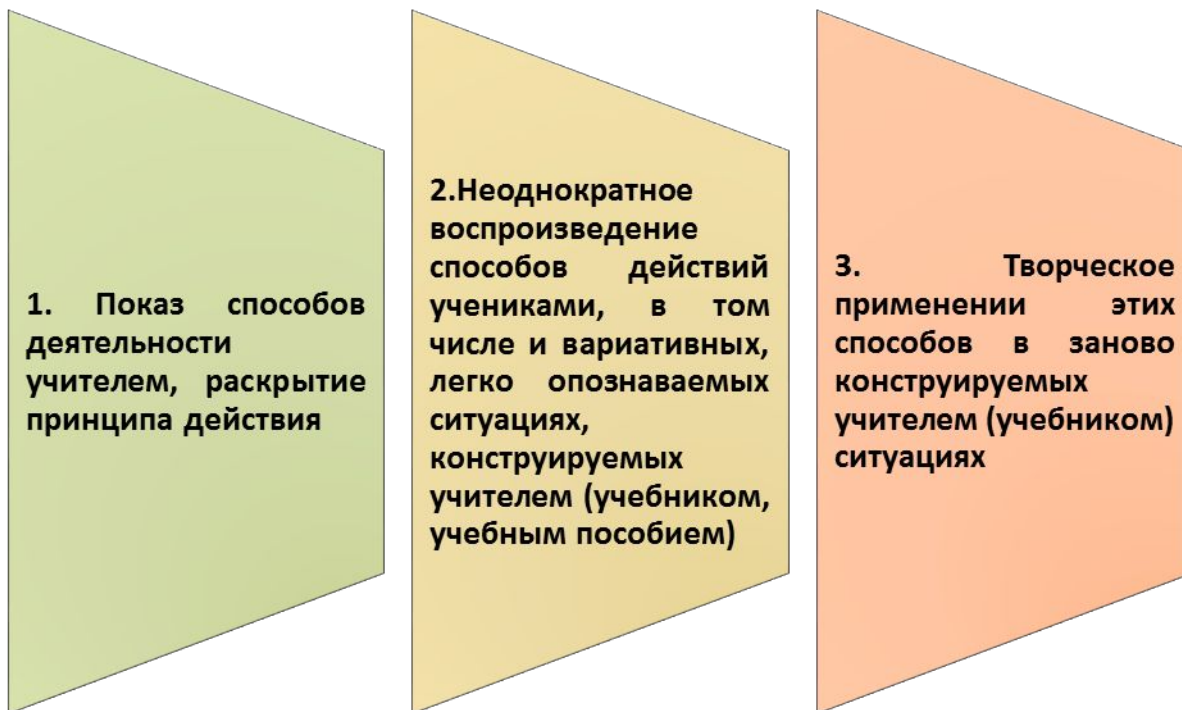 1. Показ способов
деятельности
учителем, раскрытие
принципа действия
2.Неоднократное
воспроизведение
способов действий
учениками, в том
числе и вариативных,
легко опознаваемых
ситуациях,
конструируемых
учителем (учебником,
учебным пособием)
3. Творческое
применении этих
способов в заново
конструируемых
учителем (учебником)
ситуациях